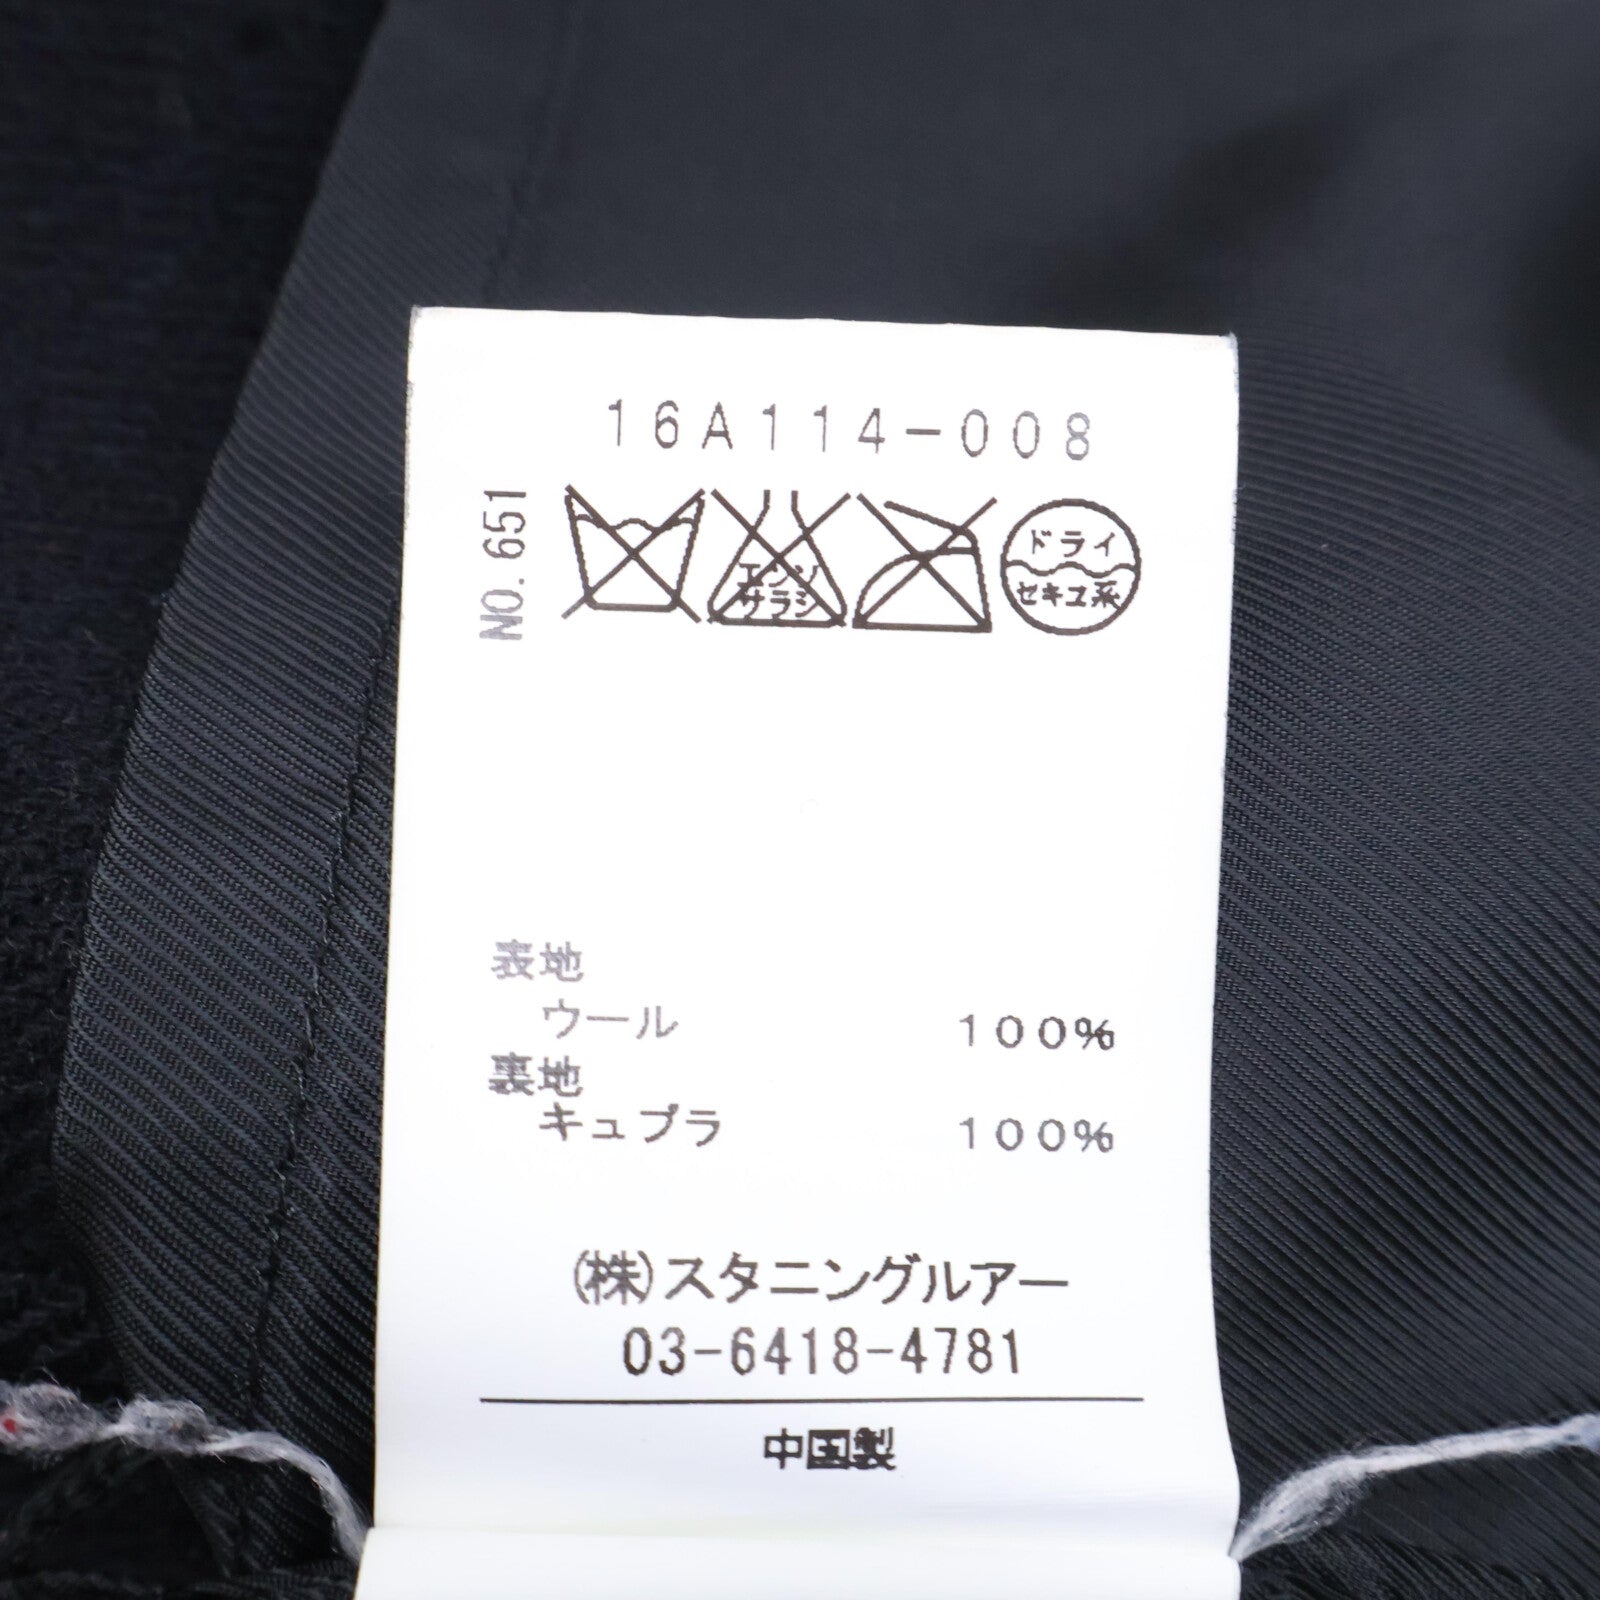 16A114-008
NO.651
エンソ
サラシ
ドライ
セキユ系
表地
ウール 100%
裏地
キュプラ 100%
(株)スタニングルアー
03-6418-4781
中国製